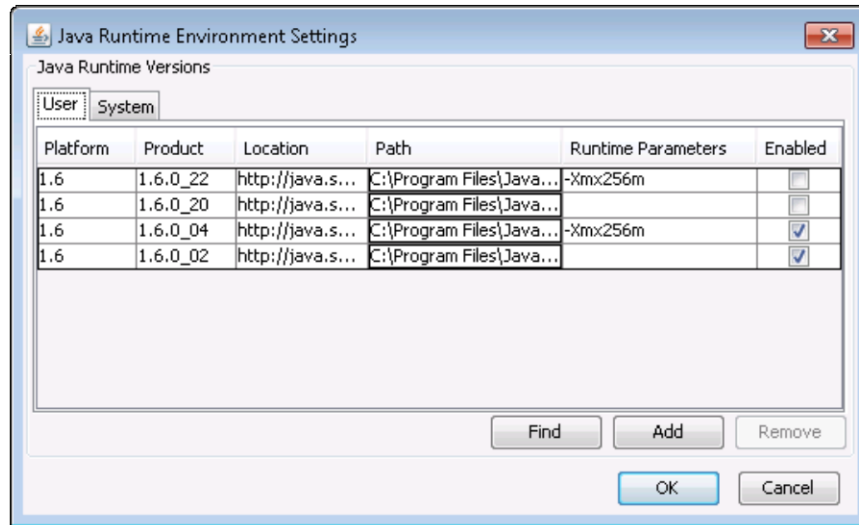 Java Runtime Environment Settings
Java Runtime Versions
User System
Platform Product Location Path Runtime Parameters Enabled
1.6 1.6.0_22 http://java.s... C:\Program Files\Java... -Xmx256m
1.6 1.6.0_20 http://java.s... C:\Program Files\Java...
1.6 1.6.0_04 http://java.s... C:\Program Files\Java... -Xmx256m
1.6 1.6.0_02 http://java.s... C:\Program Files\Java...
Find Add Remove
OK Cancel